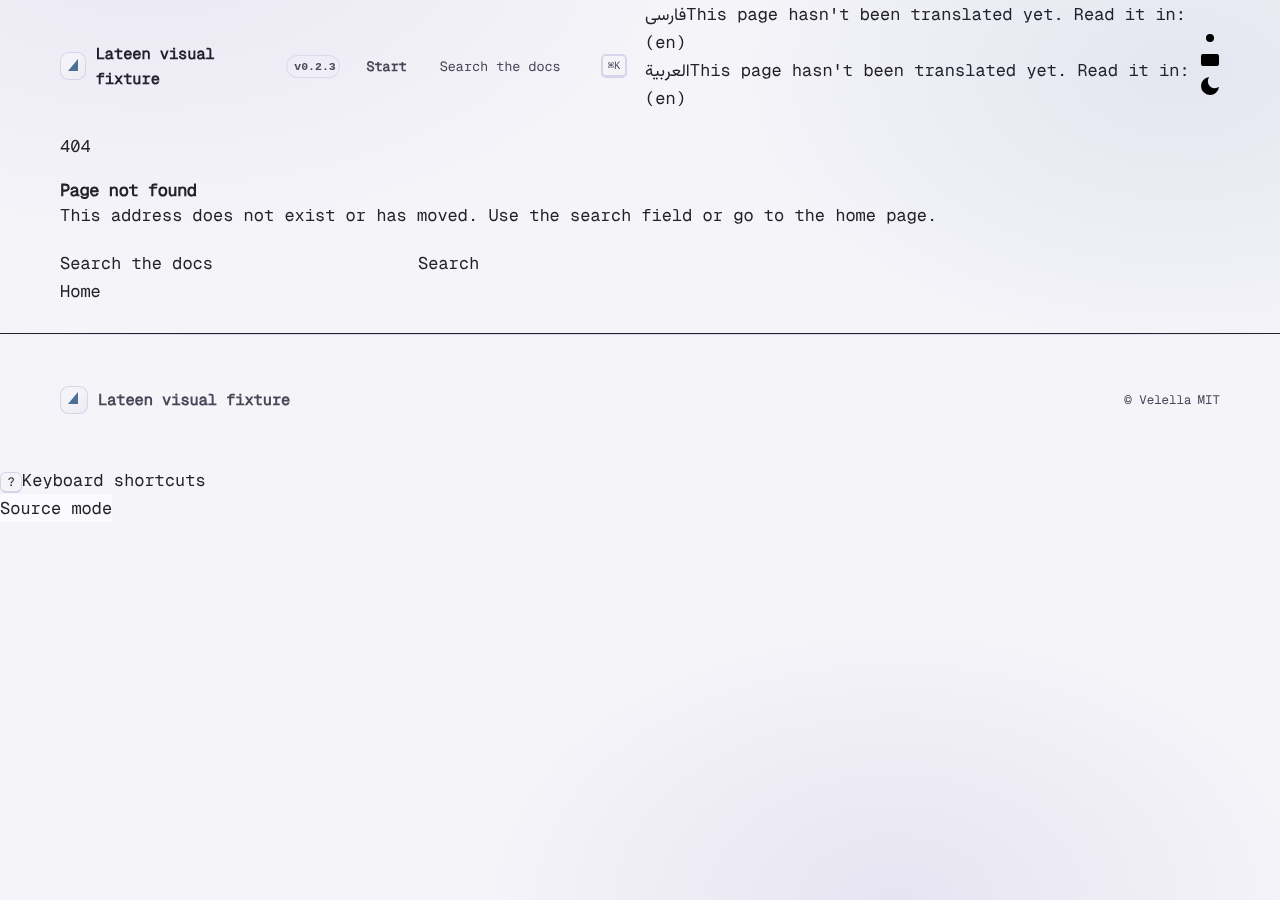 Lateen visual
fixture
v0.2.3
Start
Search the docs
⌘K
فارسیThis page hasn't been translated yet. Read it in:
(en)
العربيةThis page hasn't been translated yet. Read it in:
(en)
404
Page not found
This address does not exist or has moved. Use the search field or go to the home page.
Search the docs
Search
Home
Lateen visual fixture
© Velella MIT
?Keyboard shortcuts
Source mode